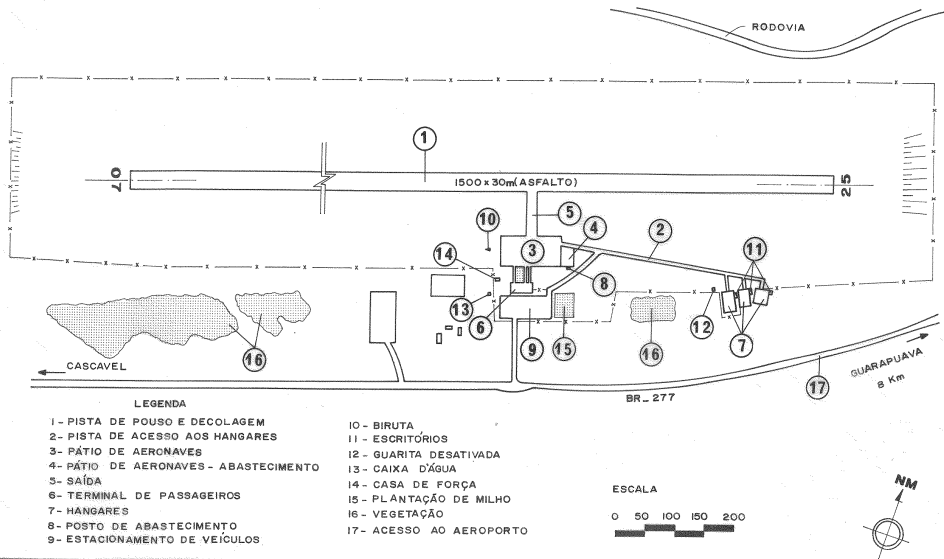 RODOVIA
1
07
1500 x 30m (ASFALTO)
25
10
5
4
2
3
14
11
8
13
6
12
7
16
9
15
16
17
CASCAVEL
GUARAPUAVA
8 Km
BR_277
LEGENDA
1 - PISTA DE POUSO E DECOLAGEM
2 - PISTA DE ACESSO AOS HANGARES
3 - PÁTIO DE AERONAVES
4 - PÁTIO DE AERONAVES - ABASTECIMENTO
5 - SAÍDA
6 - TERMINAL DE PASSAGEIROS
7 - HANGARES
8 - POSTO DE ABASTECIMENTO
9 - ESTACIONAMENTO DE VEÍCULOS
10 - BIRUTA
11 - ESCRITÓRIOS
12 - GUARITA DESATIVADA
13 - CAIXA D'ÁGUA
14 - CASA DE FORÇA
15 - PLANTAÇÃO DE MILHO
16 - VEGETAÇÃO
17 - ACESSO AO AEROPORTO
ESCALA
0 50 100 150 200
NM